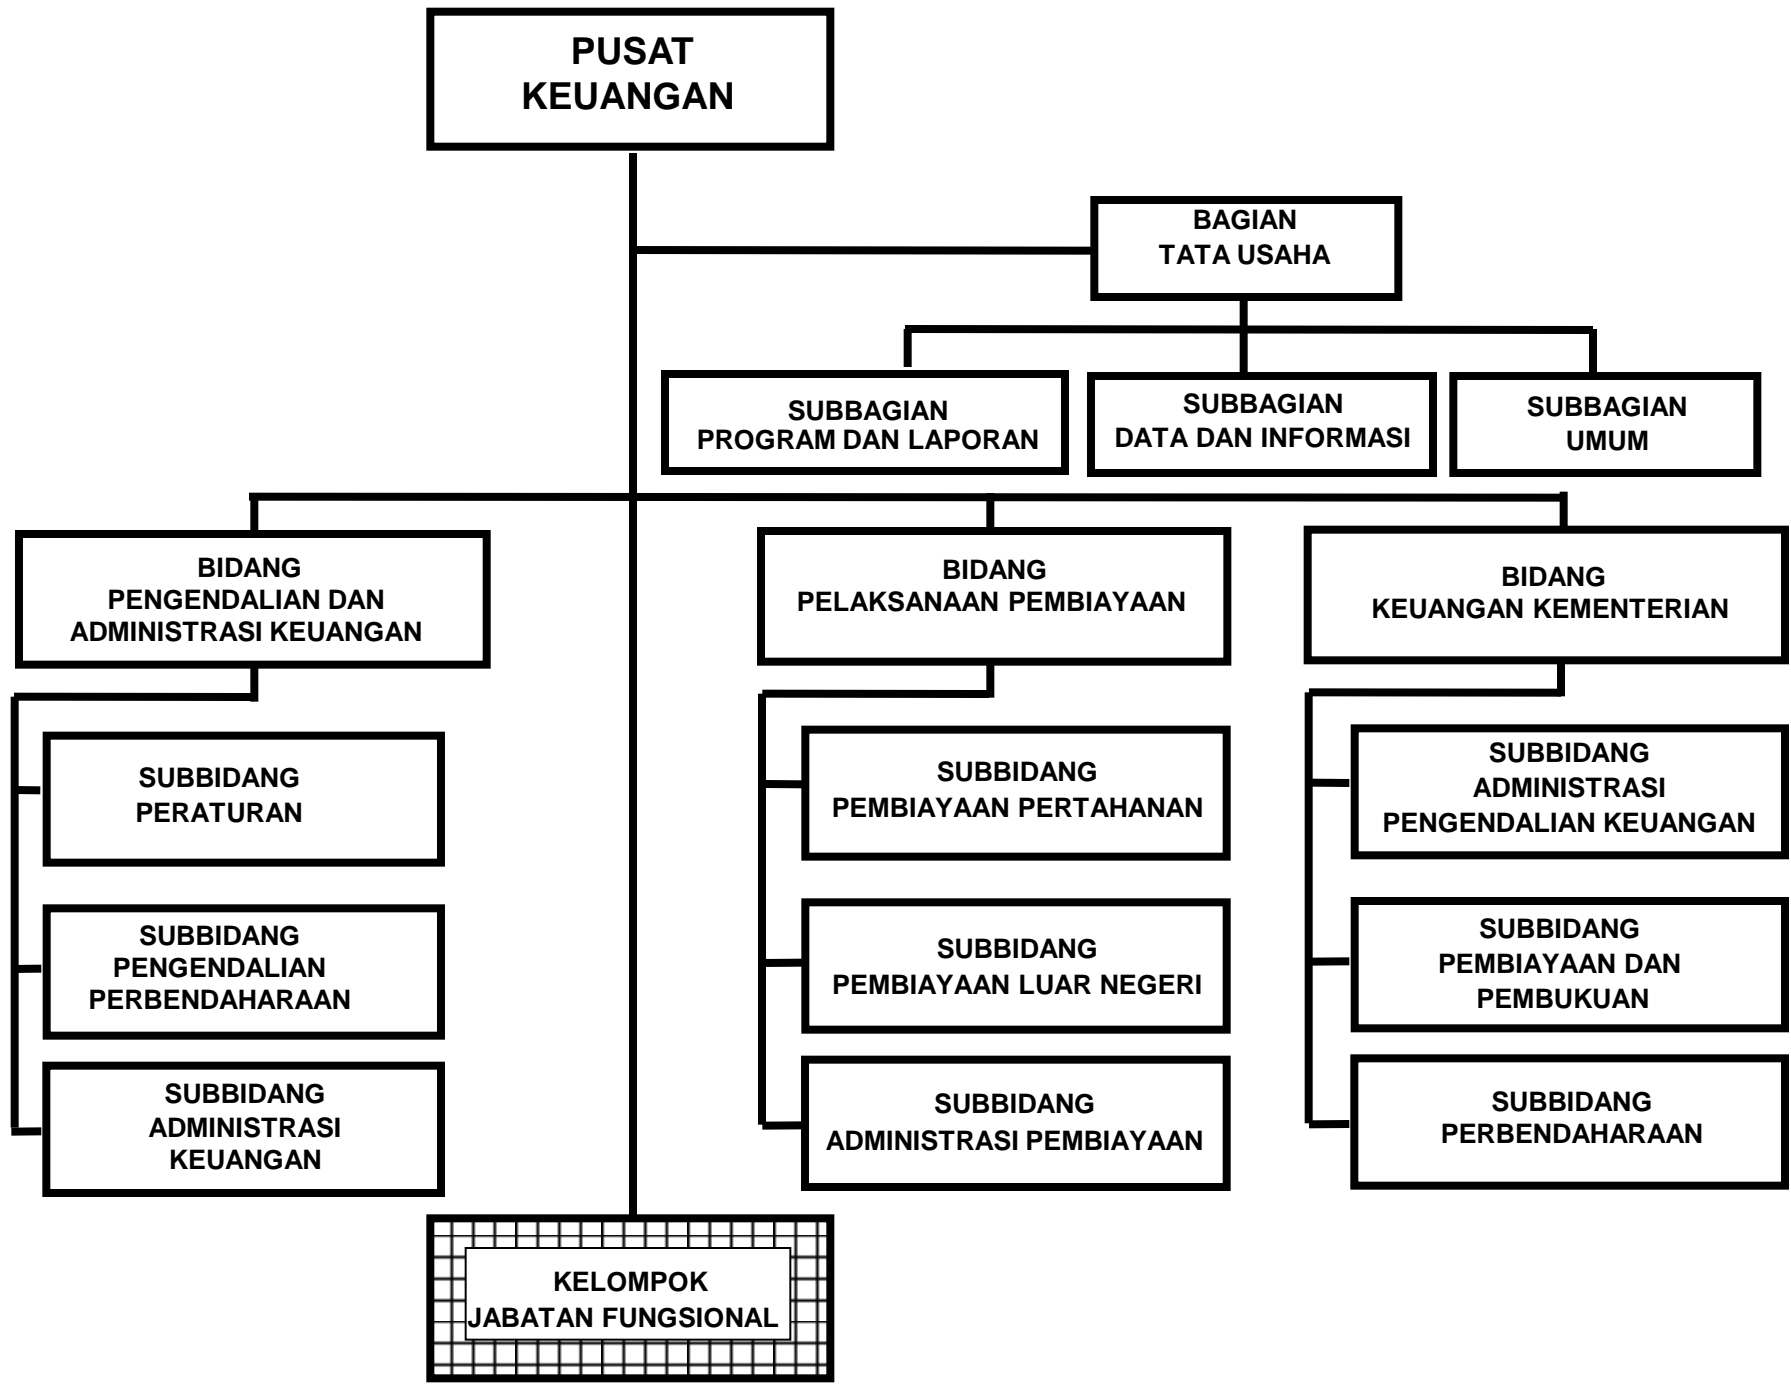 PUSAT
KEUANGAN
BAGIAN
TATA USAHA
SUBBAGIAN
PROGRAM DAN LAPORAN
SUBBAGIAN
DATA DAN INFORMASI
SUBBAGIAN
UMUM
BIDANG
PENGENDALIAN DAN
ADMINISTRASI KEUANGAN
BIDANG
PELAKSANAAN PEMBIAYAAN
BIDANG
KEUANGAN KEMENTERIAN
SUBBIDANG
PERATURAN
SUBBIDANG
PENGENDALIAN
PERBENDAHARAAN
SUBBIDANG
ADMINISTRASI
KEUANGAN
SUBBIDANG
PEMBIAYAAN PERTAHANAN
SUBBIDANG
PEMBIAYAAN LUAR NEGERI
SUBBIDANG
ADMINISTRASI PEMBIAYAAN
SUBBIDANG
ADMINISTRASI
PENGENDALIAN KEUANGAN
SUBBIDANG
PEMBIAYAAN DAN
PEMBUKUAN
SUBBIDANG
PERBENDAHARAAN
KELOMPOK
JABATAN FUNGSIONAL